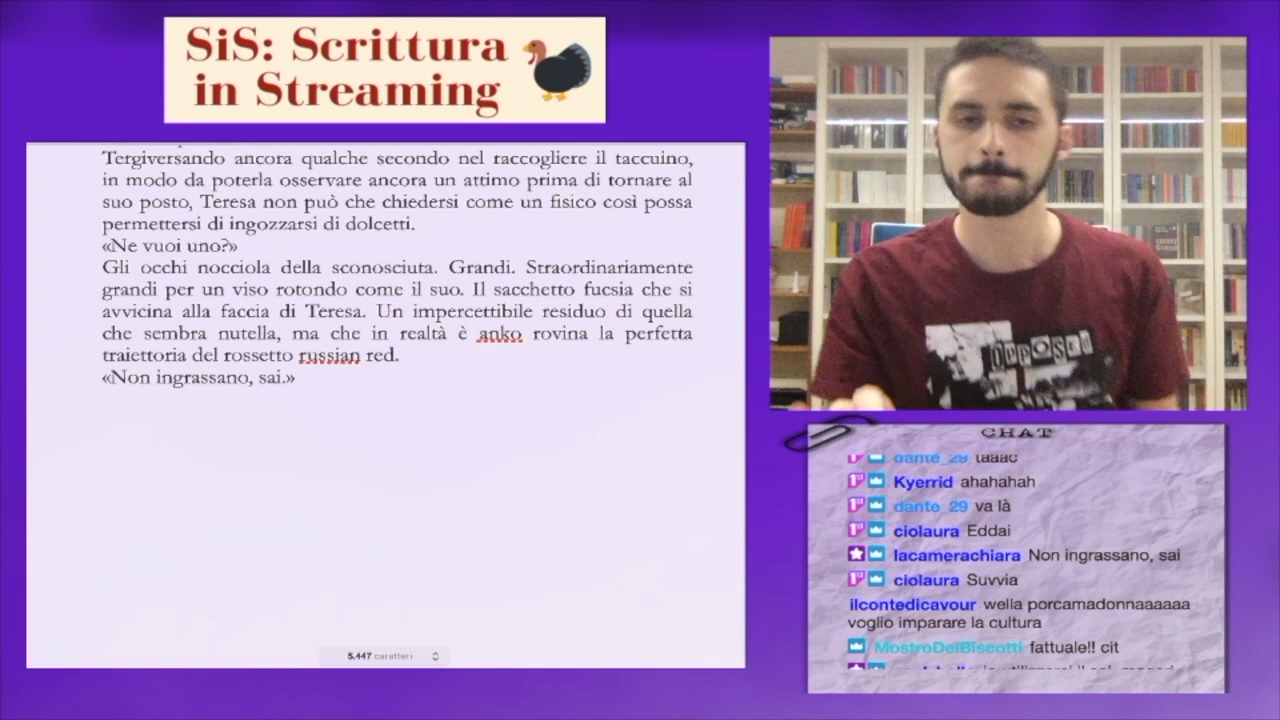 SiS: Scrittura
in Streaming
Tergiversando ancora qualche secondo nel raccogliere il taccuino,
in modo da poterla osservare ancora un attimo prima di tornare al
suo posto, Teresa non può che chiedersi come un fisico così possa
permettersi di ingozzarsi di dolcetti.
«Ne vuoi uno?»
Gli occhi nocciola della sconosciuta. Grandi. Straordinariamente
grandi per un viso rotondo come il suo. Il sacchetto fucsia che si
avvicina alla faccia di Teresa. Un impercettibile residuo di quella
che sembra nutella, ma che in realtà è anko rovina la perfetta
traiettoria del rossetto russian red.
«Non ingrassano, sai.»
5.447 caratteri
OPPOSED
CHAT
dante_29 taaac
Kyerrid ahahahah
dante_29 va là
ciolaura Eddai
lacamerachiara Non ingrassano, sai
ciolaura Suvvia
ilcontedicavour wella porcamadonnaaaaaa
voglio imparare la cultura
MostroDeiBiscotti fattuale!! cit